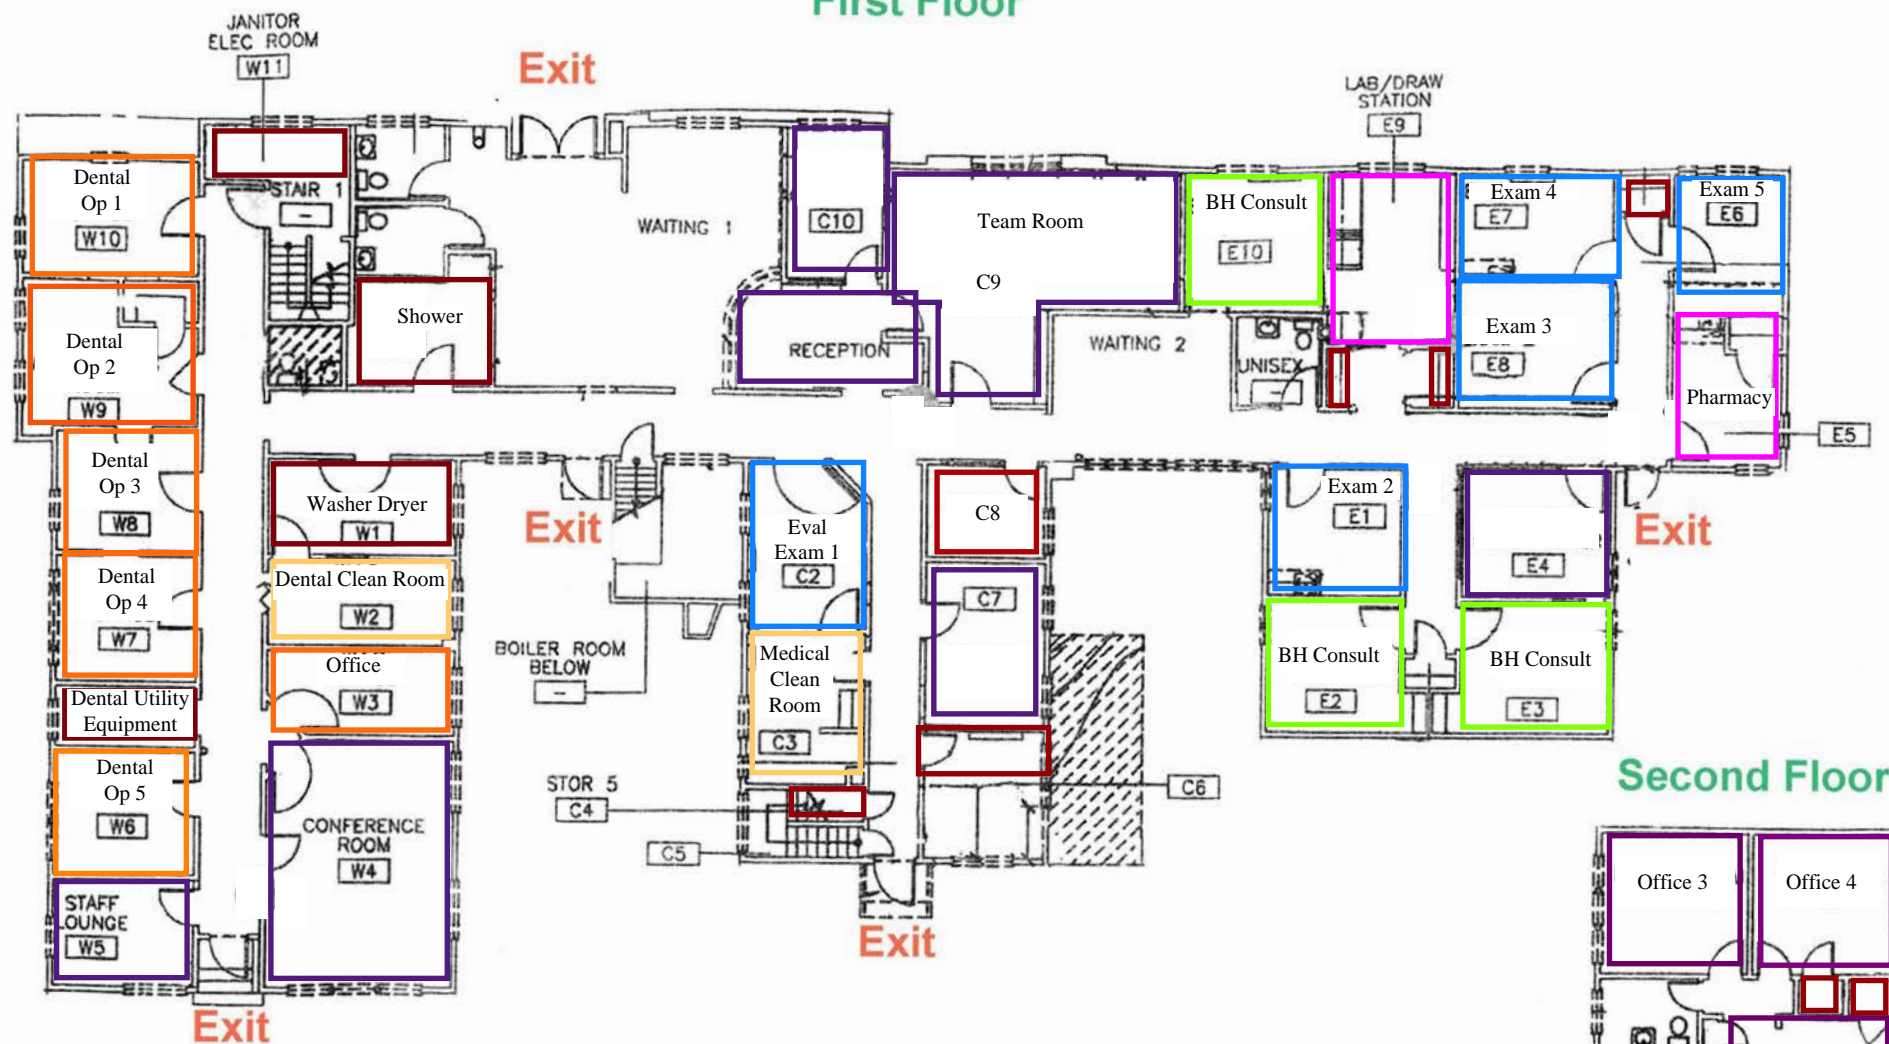 First Floor
JANITOR
ELEC ROOM
W11
Exit
LAB/DRAW
STATION
E9
Dental
Op 1
W10
STAIR 1
WAITING 1
C10
Team Room
C9
BH Consult
E10
Exam 4
E7
Exam 5
E6
Dental
Op 2
W9
Shower
RECEPTION
WAITING 2
UNISEX
Exam 3
E8
Pharmacy
E5
Dental
Op 3
W8
Washer Dryer
W1
Exit
Eval
Exam 1
C2
C8
Exam 2
E1
E4
Exit
Dental
Op 4
W7
Dental Clean Room
W2
C7
Office
W3
BOILER ROOM
BELOW
Medical
Clean
Room
C3
BH Consult
E2
BH Consult
E3
Dental Utility
Equipment
Dental
Op 5
W6
CONFERENCE
ROOM
W4
STOR 5
C4
C5
C6
Second Floor
STAFF
LOUNGE
W5
Exit
Office 3
Office 4
Exit